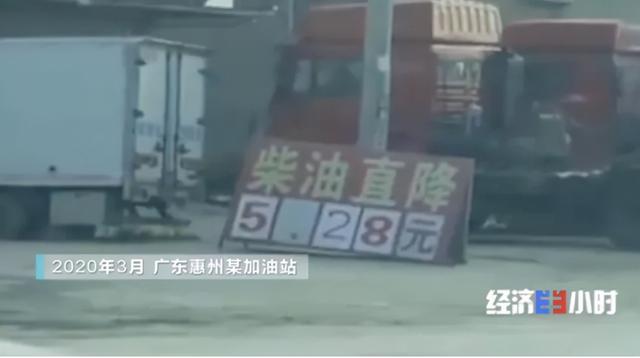 柴油直降
5.28元
2020年3月 广东惠州某加油站
经济半小时